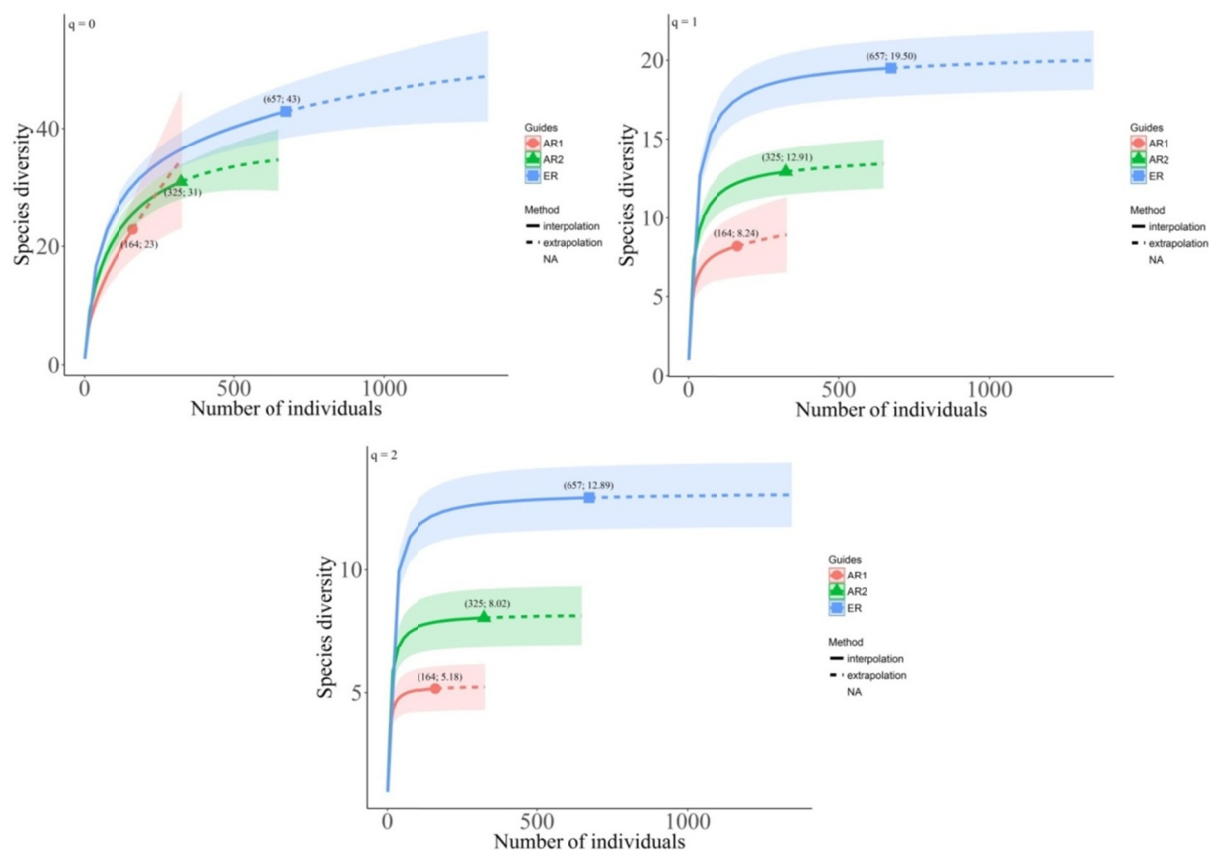 q = 0
Species diversity
40
20
0
(657; 43)
(325; 31)
(164; 23)
0
500
1000
Number of individuals
Guides
AR1
AR2
ER
Method
interpolation
extrapolation
NA
q = 1
Species diversity
20
15
10
5
0
(657; 19.50)
(325; 12.91)
(164; 8.24)
0
500
1000
Number of individuals
Guides
AR1
AR2
ER
Method
interpolation
extrapolation
NA
q = 2
Species diversity
10
5
(657; 12.89)
(325; 8.02)
(164; 5.18)
0
500
1000
Number of individuals
Guides
AR1
AR2
ER
Method
interpolation
extrapolation
NA